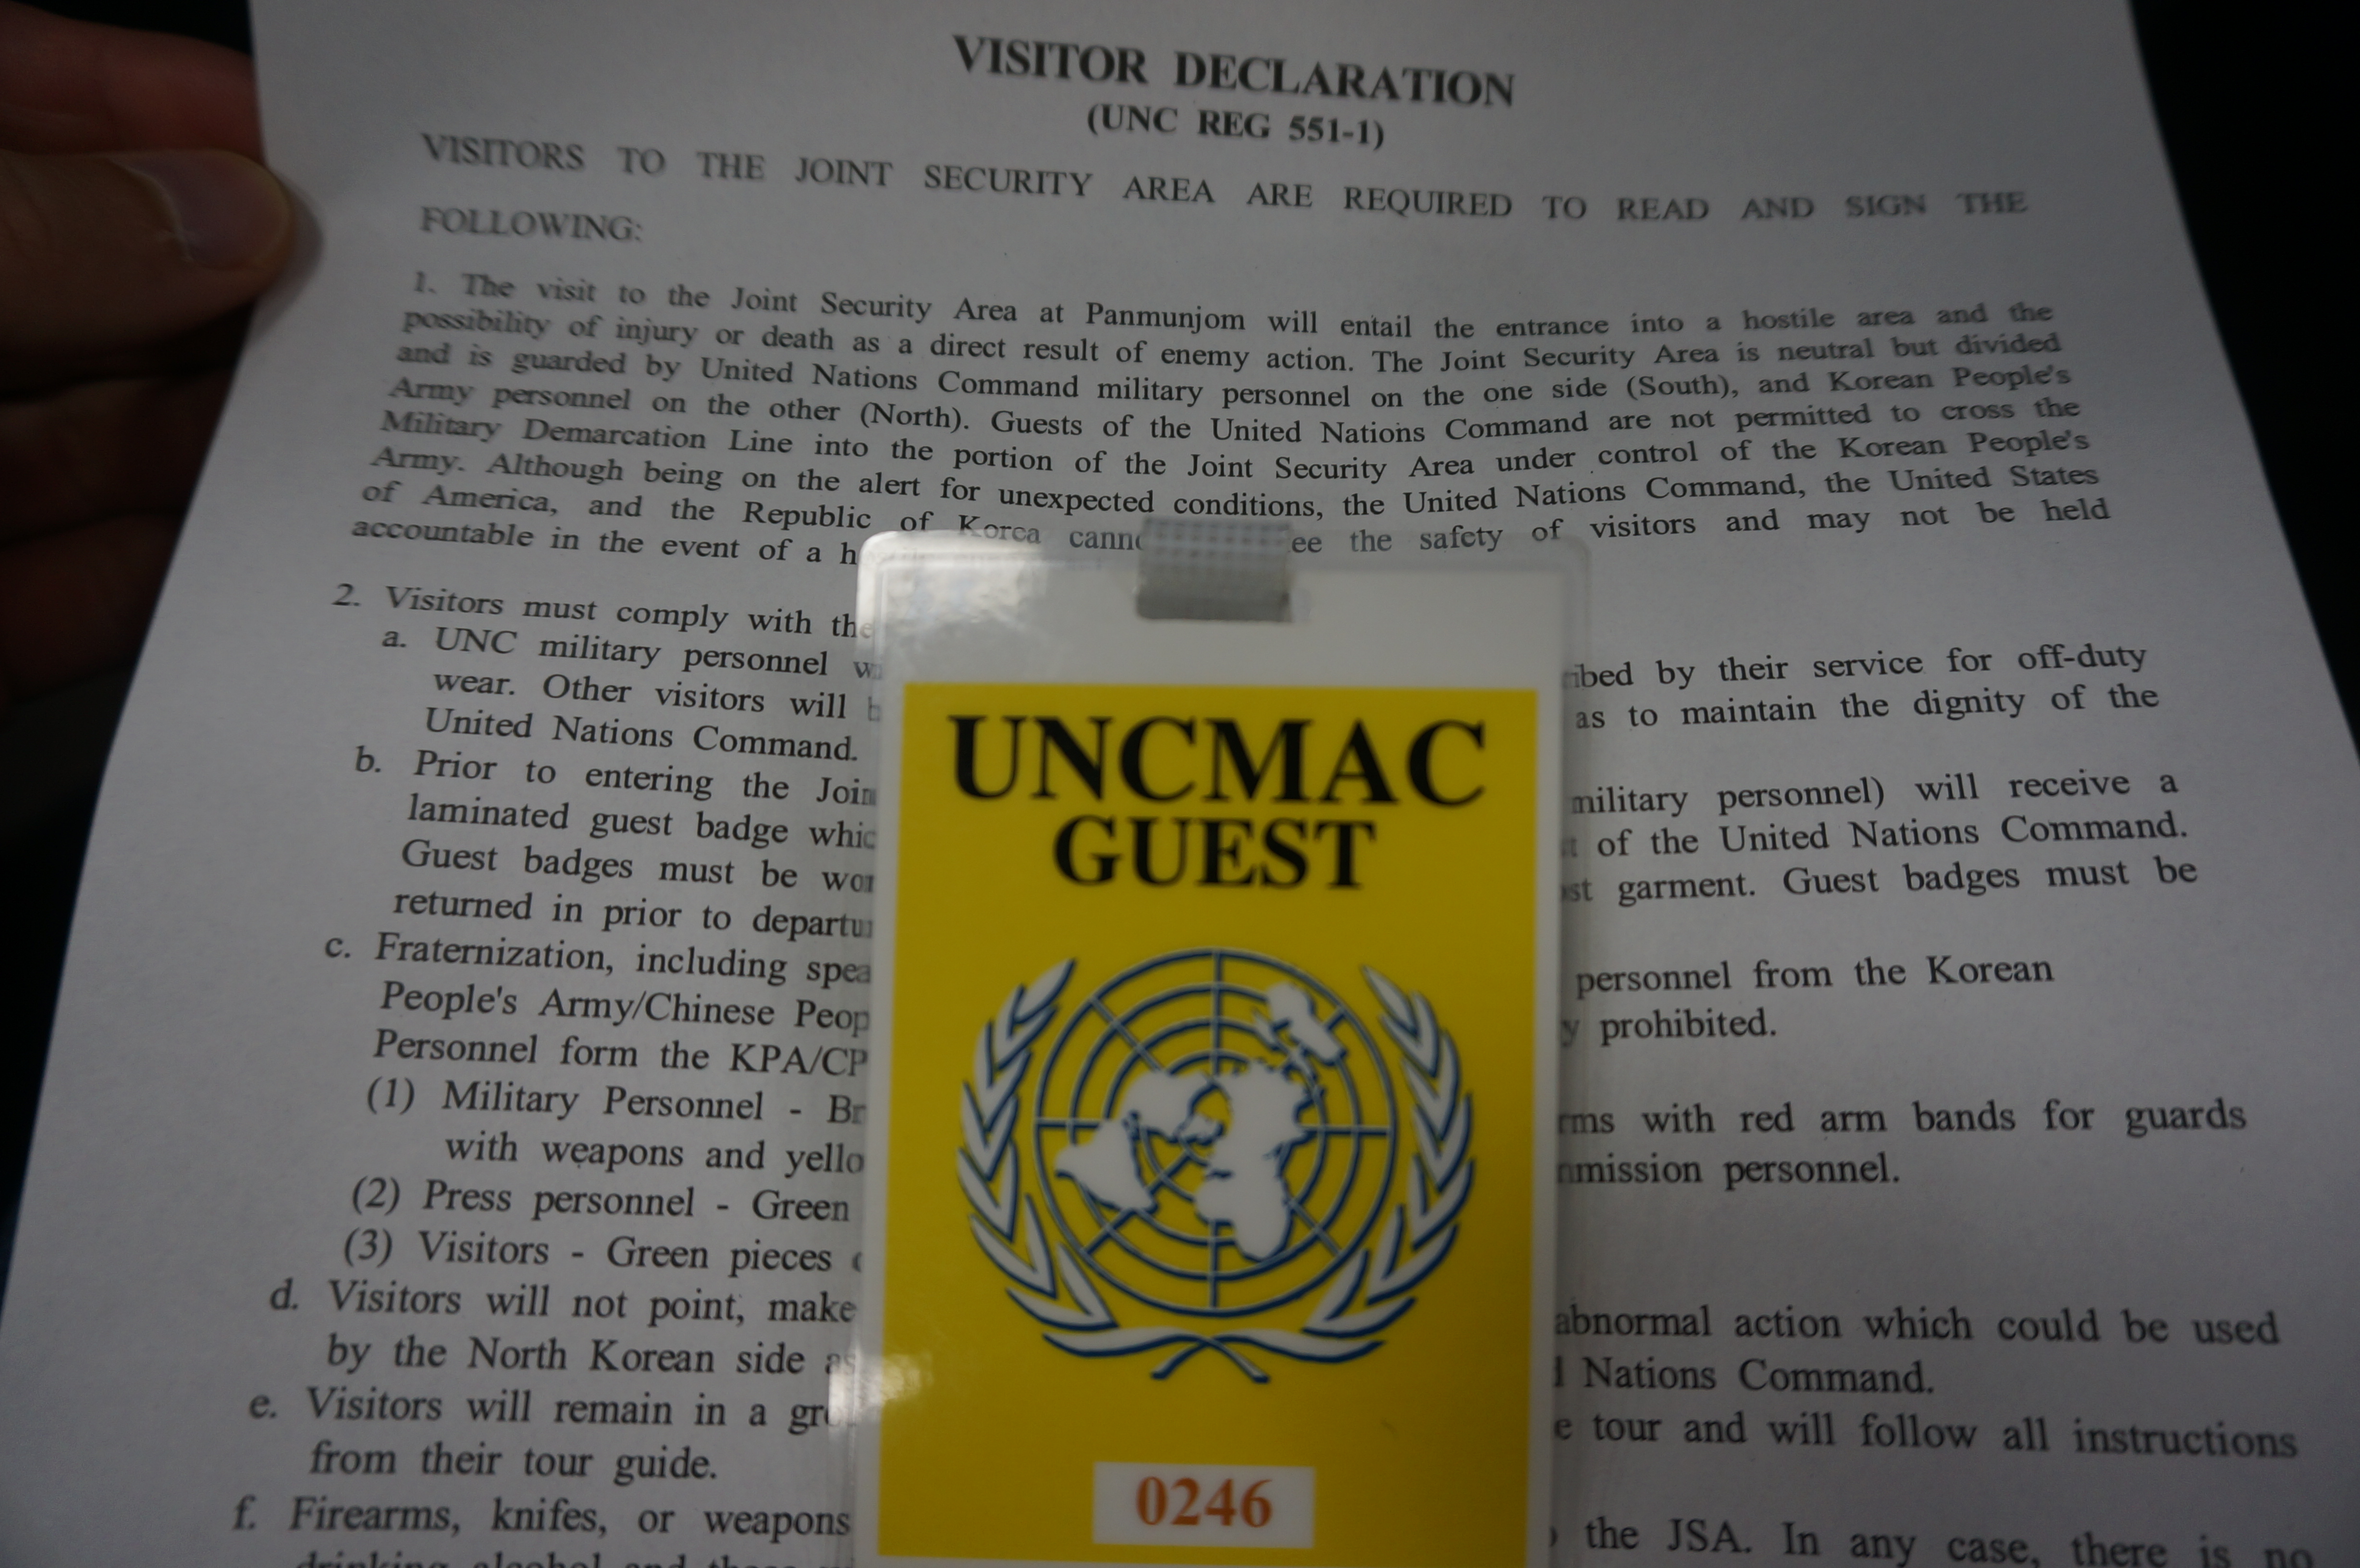 VISITOR DECLARATION
(UNC REG 551-1)
VISITORS TO THE JOINT SECURITY AREA ARE REQUIRED TO READ AND SIGN THE
FOLLOWING:
1. The visit to the Joint Security Area at Panmunjom will entail the entrance into a hostile area and the
possibility of injury or death as a direct result of enemy action. The Joint Security Area is neutral but divided
and is guarded by United Nations Command military personnel on the one side (South), and Korean People's
Army personnel on the other (North). Guests of the United Nations Command are not permitted to cross the
Military Demarcation Line into the portion of the Joint Security Area under control of the Korean People's
Army. Although being on the alert for unexpected conditions, the United Nations Command, the United States
of America, and the Republic of Korea the safety of visitors and may not be held
accountable in the event of a
2. Visitors must comply with
a. UNC military personnel by their service for off-duty
wear. Other visitors will as to maintain the dignity of the
United Nations Command.
b. Prior to entering the military personnel) will receive a
laminated guest badge of the United Nations Command.
Guest badges must be garment. Guest badges must be
returned in prior to
c. Fraternization, including personnel from the Korean
People's Army/Chinese prohibited.
Personnel form the
(1) Military Personnel - with red arm bands for guards
with weapons and personnel.
(2) Press personnel - Green
(3) Visitors - Green pieces
d. Visitors will not point, make abnormal action which could be used
by the North Korean side Nations Command.
e. Visitors will remain in a tour and will follow all instructions
from their tour guide.
f. Firearms, knifes, or weapons the JSA. In any case, there is no
drinking alcohol and
UNCMAC
GUEST
0246